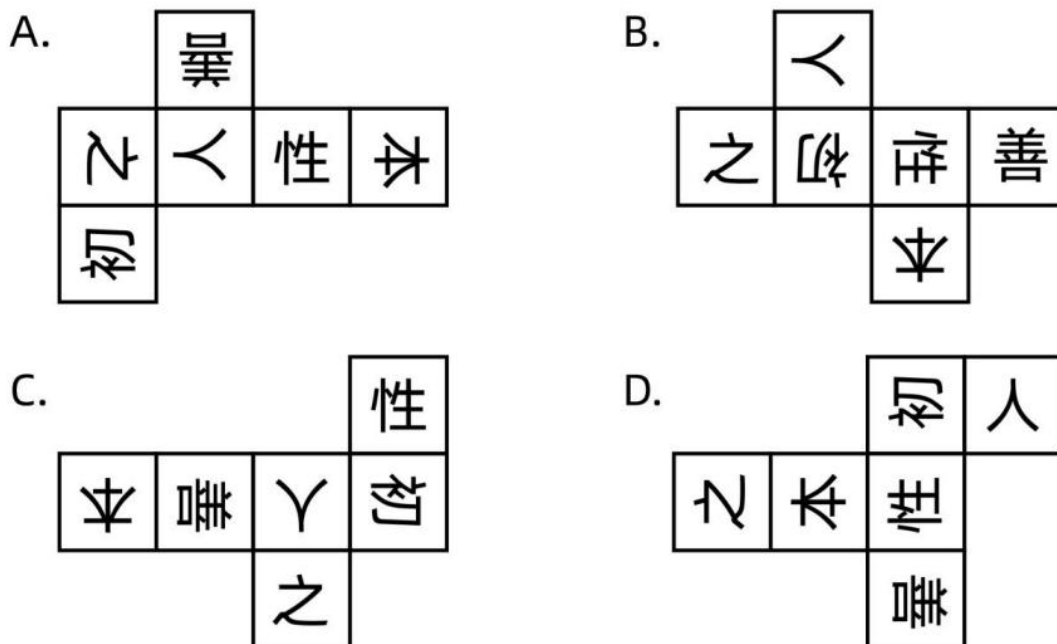 A.
善
之 人 性 本
初
B.
人
之 初 性 善
本
C.
性
本 善 人 初
之
D.
初 人
之 本 性
善